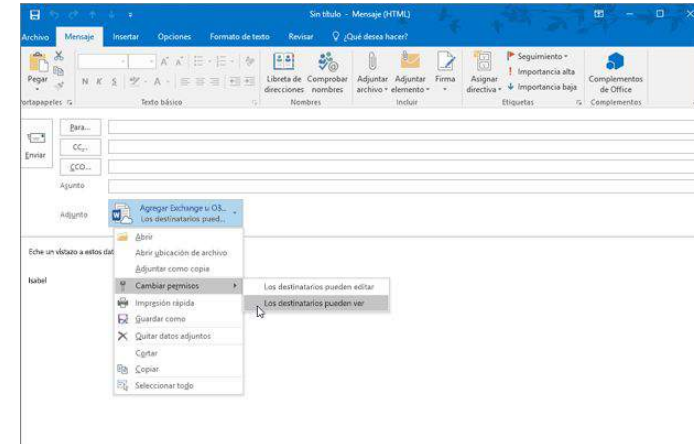 Sin título - Mensaje (HTML)
Archivo Mensaje Insertar Opciones Formato de texto Revisar ¿Qué desea hacer?
Pegar
N K S
Libreta de direcciones
Comprobar nombres
Adjuntar archivo
Adjuntar elemento
Firma
Asignar directiva
Seguimiento
Importancia alta
Importancia baja
Complementos de Office
Portapapeles Texto básico Nombres Incluir Etiquetas Complementos
Enviar
Para...
CC...
CCO...
Asunto
Adjunto
Agregar Exchange u O3...
Los destinatarios pued...
Eche un vistazo a estos dat
Isabel
Abrir
Abrir ubicación de archivo
Adjuntar como copia
Cambiar permisos
Impresión rápida
Guardar como
Quitar datos adjuntos
Cortar
Copiar
Seleccionar todo
Los destinatarios pueden editar
Los destinatarios pueden ver